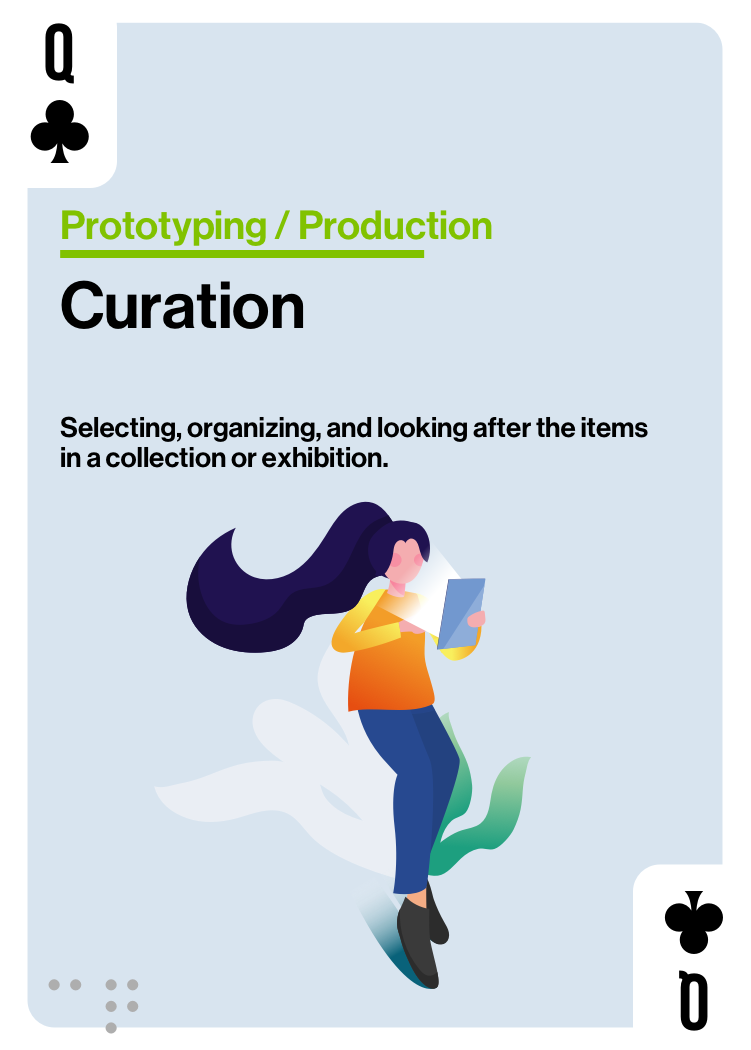 Q
Prototyping / Production
Curation
Selecting, organizing, and looking after the items
in a collection or exhibition.
Q